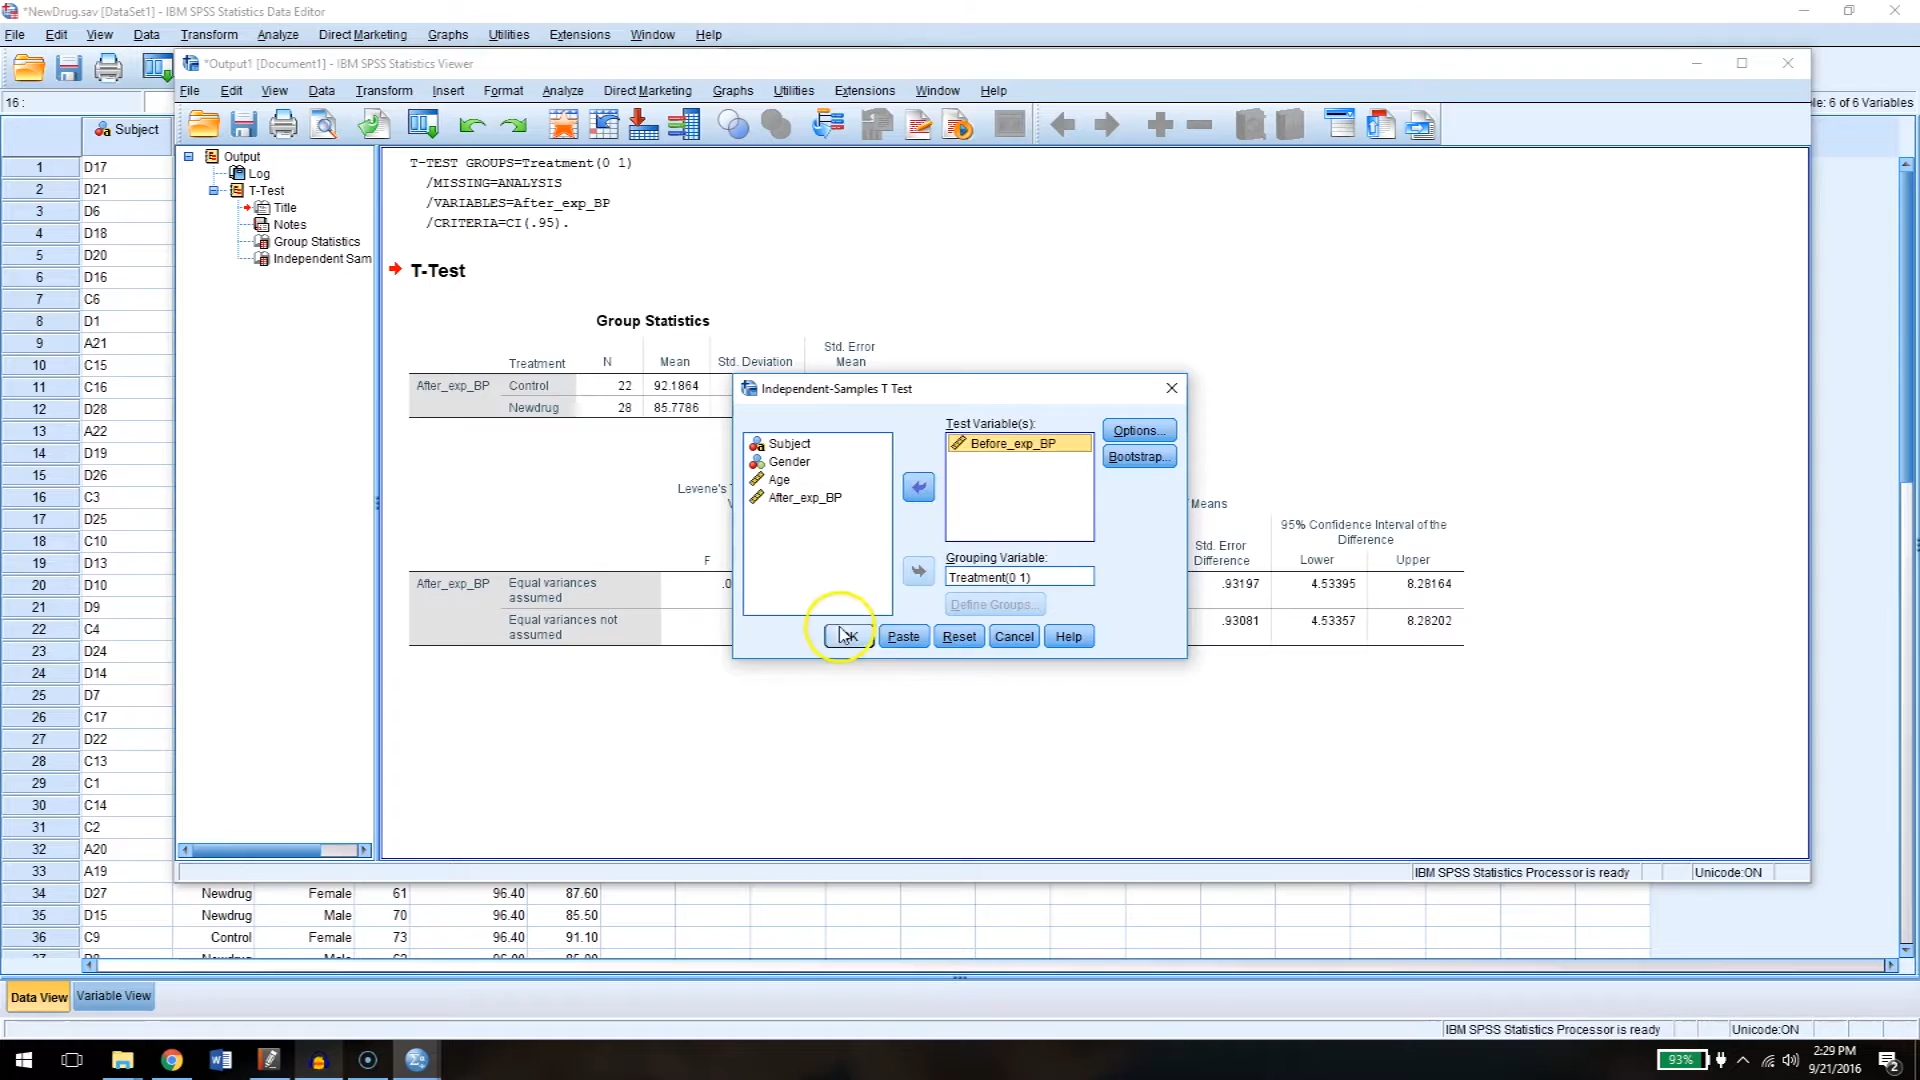 *NewDrug.sav [DataSet1] - IBM SPSS Statistics Data Editor
File Edit View Data Transform Analyze Direct Marketing Graphs Utilities Extensions Window Help
*Output1 [Document1] - IBM SPSS Statistics Viewer
File Edit View Data Transform Insert Format Analyze Direct Marketing Graphs Utilities Extensions Window Help
16 :
6 of 6 Variables
Subject
1 D17
2 D21
3 D6
4 D18
5 D20
6 D16
7 C6
8 D1
9 A21
10 C15
11 C16
12 D28
13 A22
14 D19
15 D26
16 C3
17 D25
18 C10
19 D13
20 D10
21 D9
22 C4
23 D24
24 D14
25 D7
26 C17
27 D22
28 C13
29 C1
30 C14
31 C2
32 A20
33 A19
34 D27 Newdrug Female 61 96.40 87.60
35 D15 Newdrug Male 70 96.40 85.50
36 C9 Control Female 73 96.40 91.10
Output
Log
T-Test
Title
Notes
Group Statistics
Independent Sam
T-TEST GROUPS=Treatment(0 1)
/MISSING=ANALYSIS
/VARIABLES=After_exp_BP
/CRITERIA=CI(.95).
T-Test
Group Statistics
Treatment N Mean Std. Deviation Std. Error Mean
After_exp_BP Control 22 92.1864
Newdrug 28 85.7786
Levene's
Means
95% Confidence Interval of the Difference
F Std. Error Difference Lower Upper
After_exp_BP Equal variances assumed .93197 4.53395 8.28164
Equal variances not assumed .93081 4.53357 8.28202
Independent-Samples T Test
Subject
Gender
Age
After_exp_BP
Test Variable(s):
Before_exp_BP
Options...
Bootstrap...
Grouping Variable:
Treatment(0 1)
Define Groups...
OK Paste Reset Cancel Help
IBM SPSS Statistics Processor is ready Unicode:ON
Data View Variable View
IBM SPSS Statistics Processor is ready Unicode:ON
93%
2:29 PM
9/21/2016
2